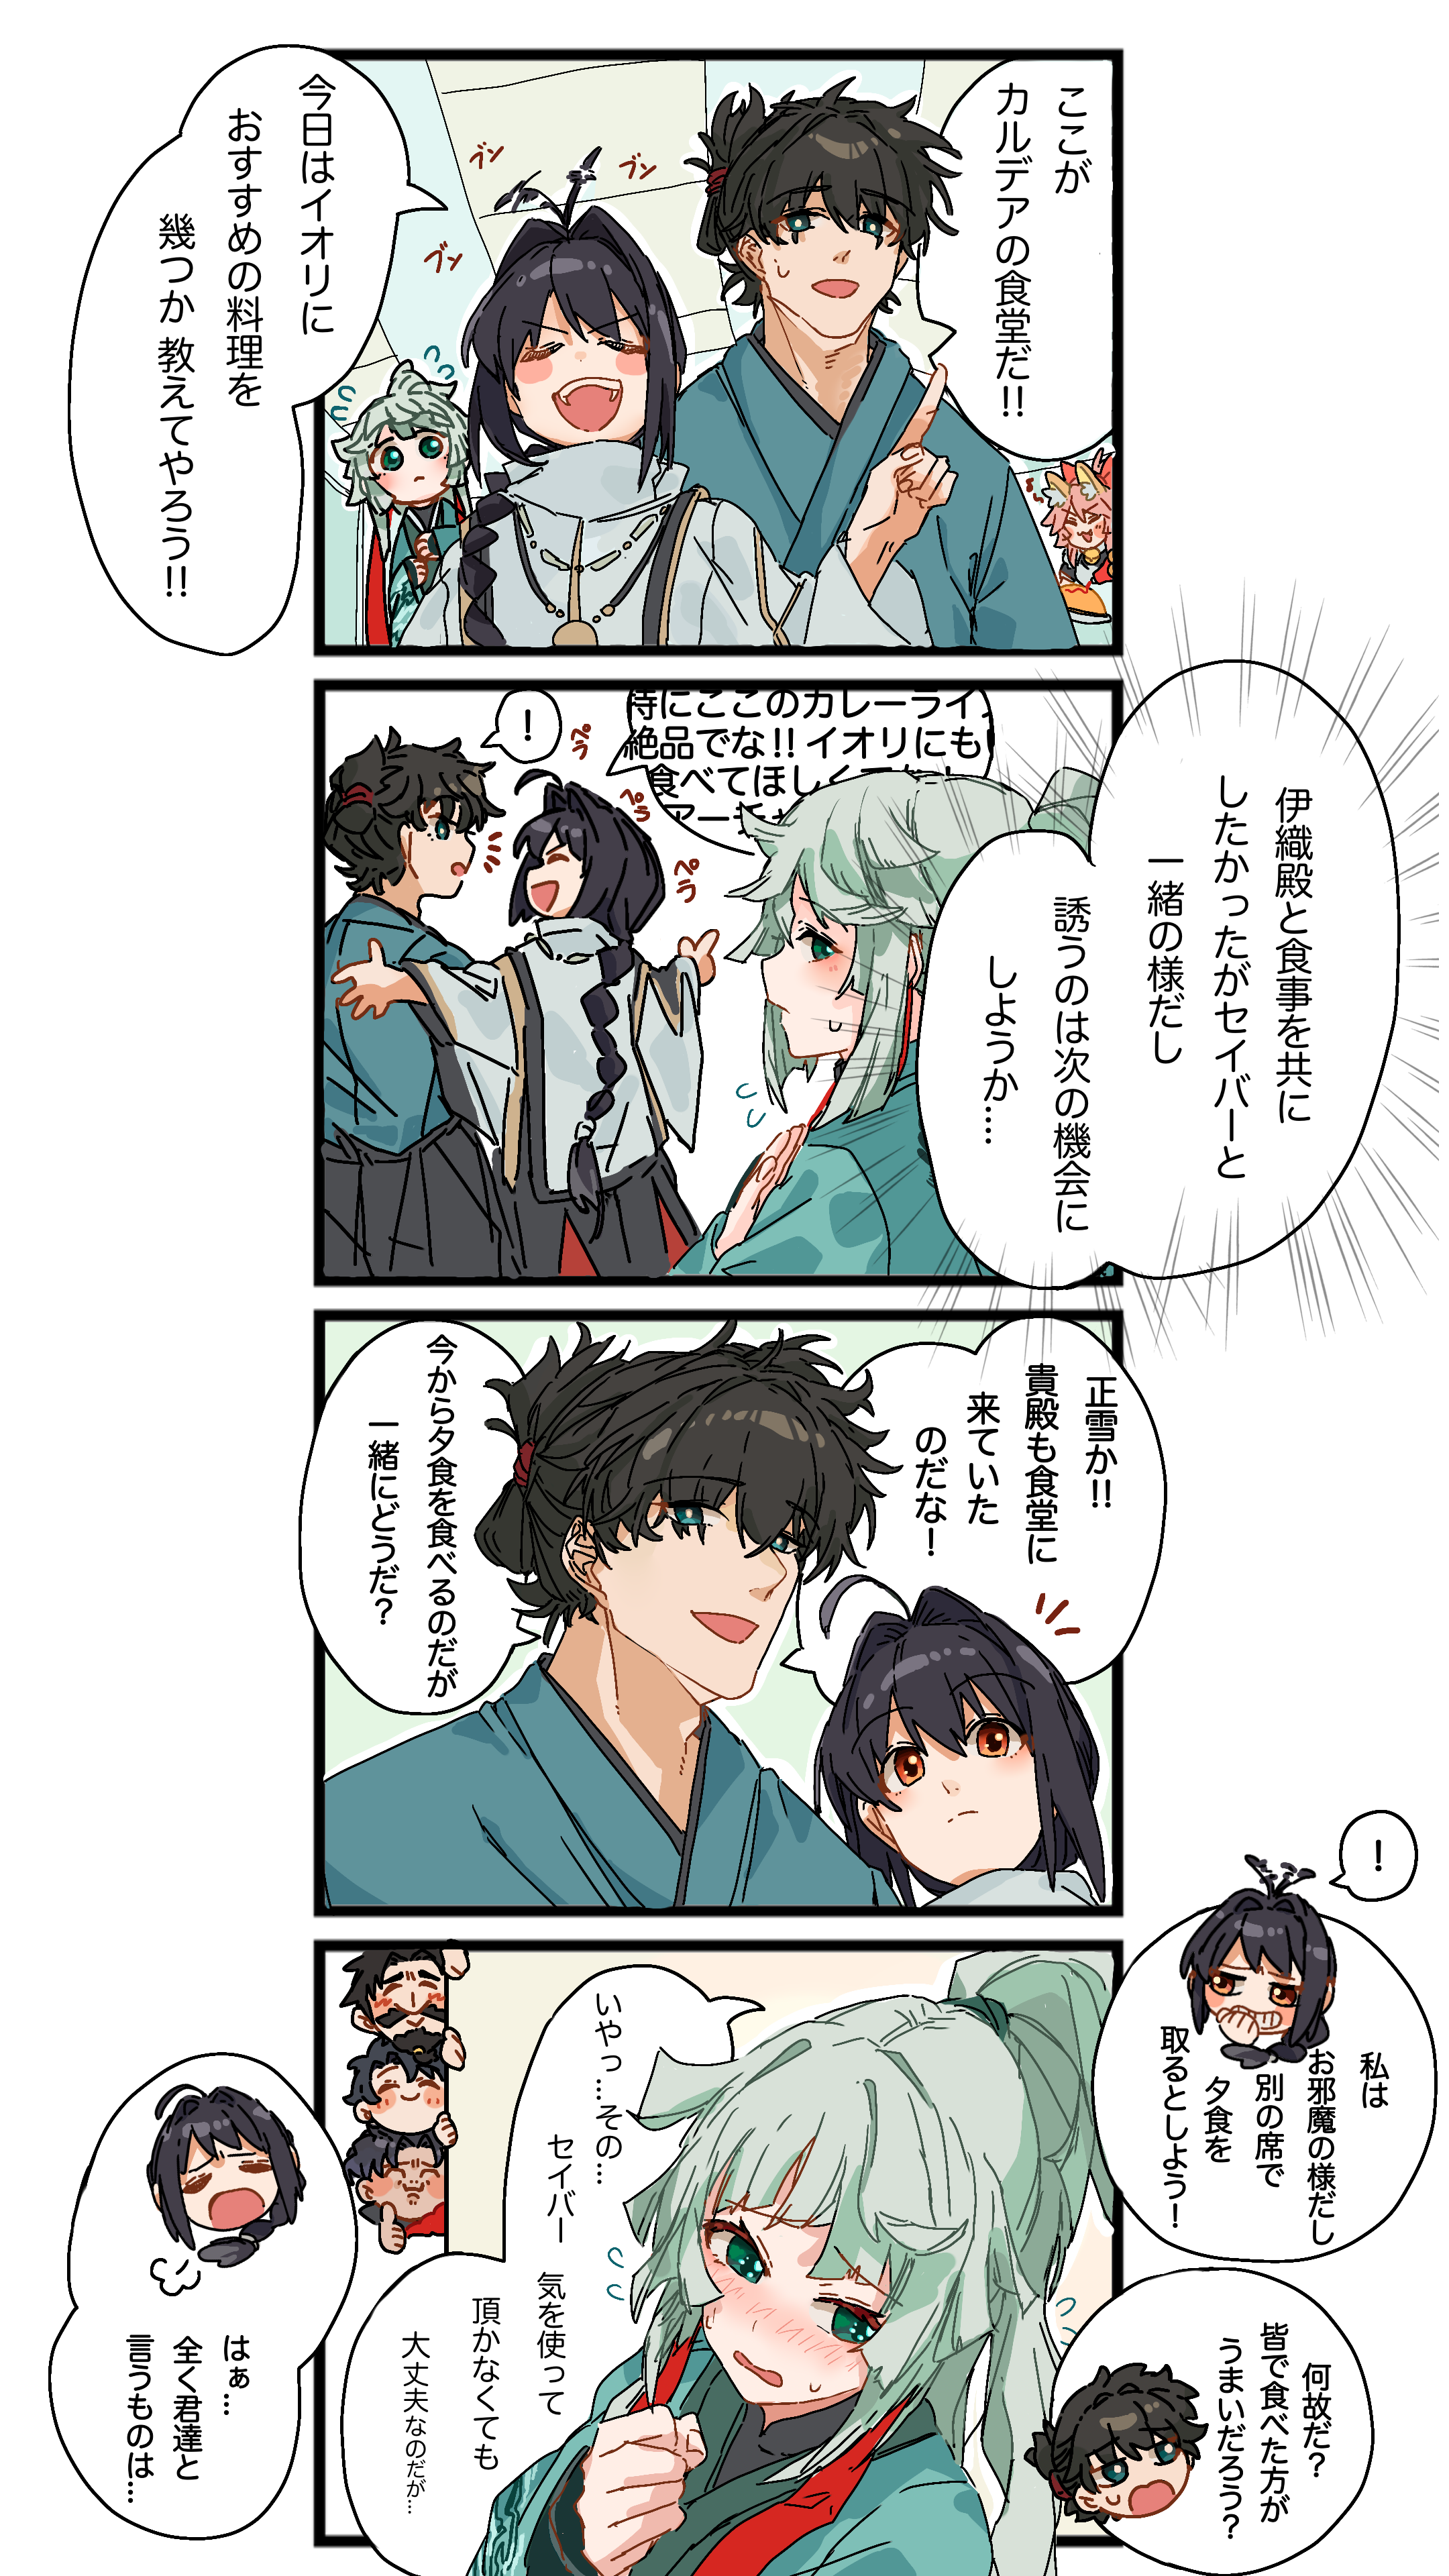 ここが
カルデアの食堂だ!!
ブン
ブン
ブン
今日はイオリに
おすすめの料理を
幾つか教えてやろう!!
伊織殿と食事を共に
したかったがセイバーと
一緒の様だし
誘うのは次の機会に
しようか…
特にここのカレーライ
絶品でな!!イオリにも
食べてほしく
アーチャ
ペラ
ペラ
ペラ
!
正雪か!!
貴殿も食堂に
来ていた
のだな!
今から夕食を食べるのだが
一緒にどうだ?
!
私は
お邪魔の様だし
別の席で
夕食を
取るとしよう!
何故だ?
皆で食べた方が
うまいだろう?
いやっ…その…
セイバー
気を使って
頂かなくても
大丈夫なのだが…
はぁ…
全く君達と
言うものは…